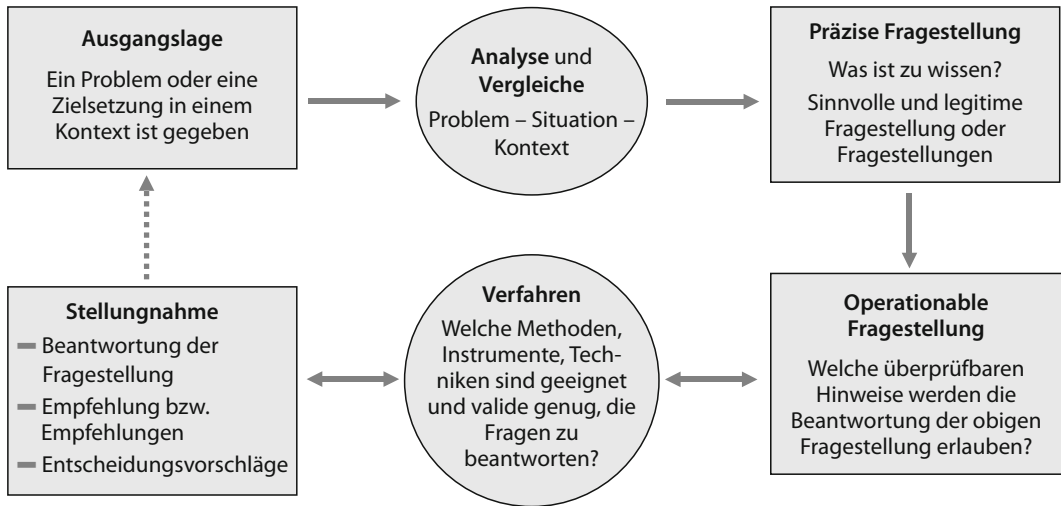 Ausgangslage
Ein Problem oder eine
Zielsetzung in einem
Kontext ist gegeben
Analyse und
Vergleiche
Problem – Situation –
Kontext
Präzise Fragestellung
Was ist zu wissen?
Sinnvolle und legitime
Fragestellung oder
Fragestellungen
Stellungnahme
Beantwortung der
Fragestellung
Empfehlung bzw.
Empfehlungen
Entscheidungsvorschläge
Verfahren
Welche Methoden,
Instrumente, Tech-
niken sind geeignet
und valide genug, die
Fragen zu
beantworten?
Operationable
Fragestellung
Welche überprüfbaren
Hinweise werden die
Beantwortung der obigen
Fragestellung erlauben?